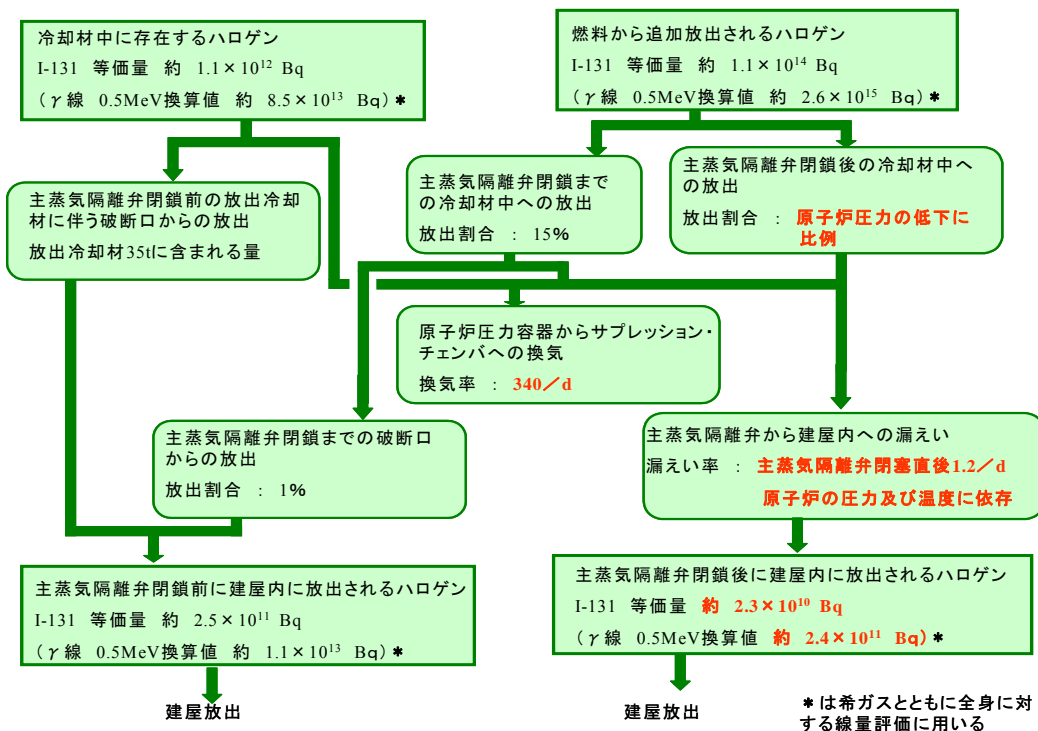 冷却材中に存在するハロゲン
I-131 等価量 約 1.1×10¹² Bq
(γ線 0.5MeV換算値 約 8.5×10¹³ Bq)*
燃料から追加放出されるハロゲン
I-131 等価量 約 1.1×10¹⁴ Bq
(γ線 0.5MeV換算値 約 2.6×10¹⁵ Bq)*
主蒸気隔離弁閉鎖前の放出冷却
材に伴う破断口からの放出
放出冷却材35tに含まれる量
主蒸気隔離弁閉鎖まで
の冷却材中への放出
放出割合 : 15%
主蒸気隔離弁閉鎖後の冷却材中へ
の放出
放出割合 : 原子炉圧力の低下に
比例
原子炉圧力容器からサプレッション・
チェンバへの換気
換気率 : 340/d
主蒸気隔離弁閉鎖までの破断口
からの放出
放出割合 : 1%
主蒸気隔離弁から建屋内への漏えい
漏えい率 : 主蒸気隔離弁閉塞直後1.2/d
原子炉の圧力及び温度に依存
主蒸気隔離弁閉鎖前に建屋内に放出されるハロゲン
I-131 等価量 約 2.5×10¹¹ Bq
(γ線 0.5MeV換算値 約 1.1×10¹³ Bq)*
主蒸気隔離弁閉鎖後に建屋内に放出されるハロゲン
I-131 等価量 約 2.3×10¹⁰ Bq
(γ線 0.5MeV換算値 約 2.4×10¹¹ Bq)*
建屋放出
建屋放出
*は希ガスとともに全身に対
する線量評価に用いる